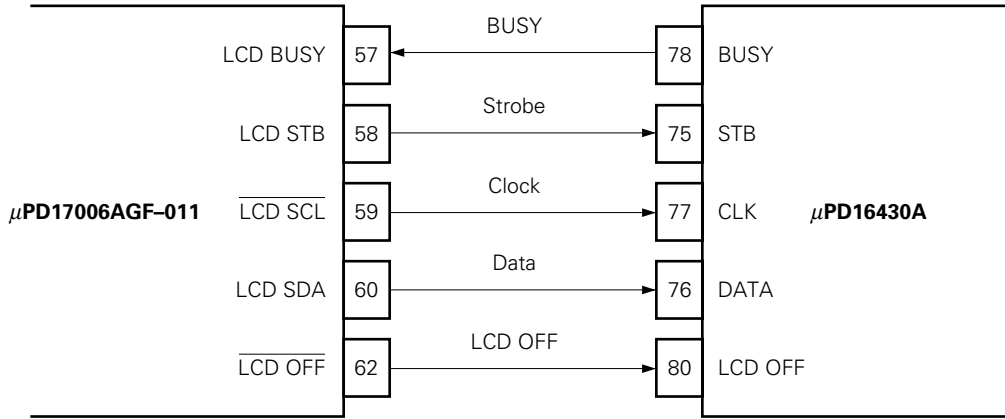 BUSY
LCD BUSY 57 78 BUSY
Strobe
LCD STB 58 75 STB
Clock
μPD17006AGF–011 LCD SCL 59 77 CLK μPD16430A
Data
LCD SDA 60 76 DATA
LCD OFF
LCD OFF 62 80 LCD OFF